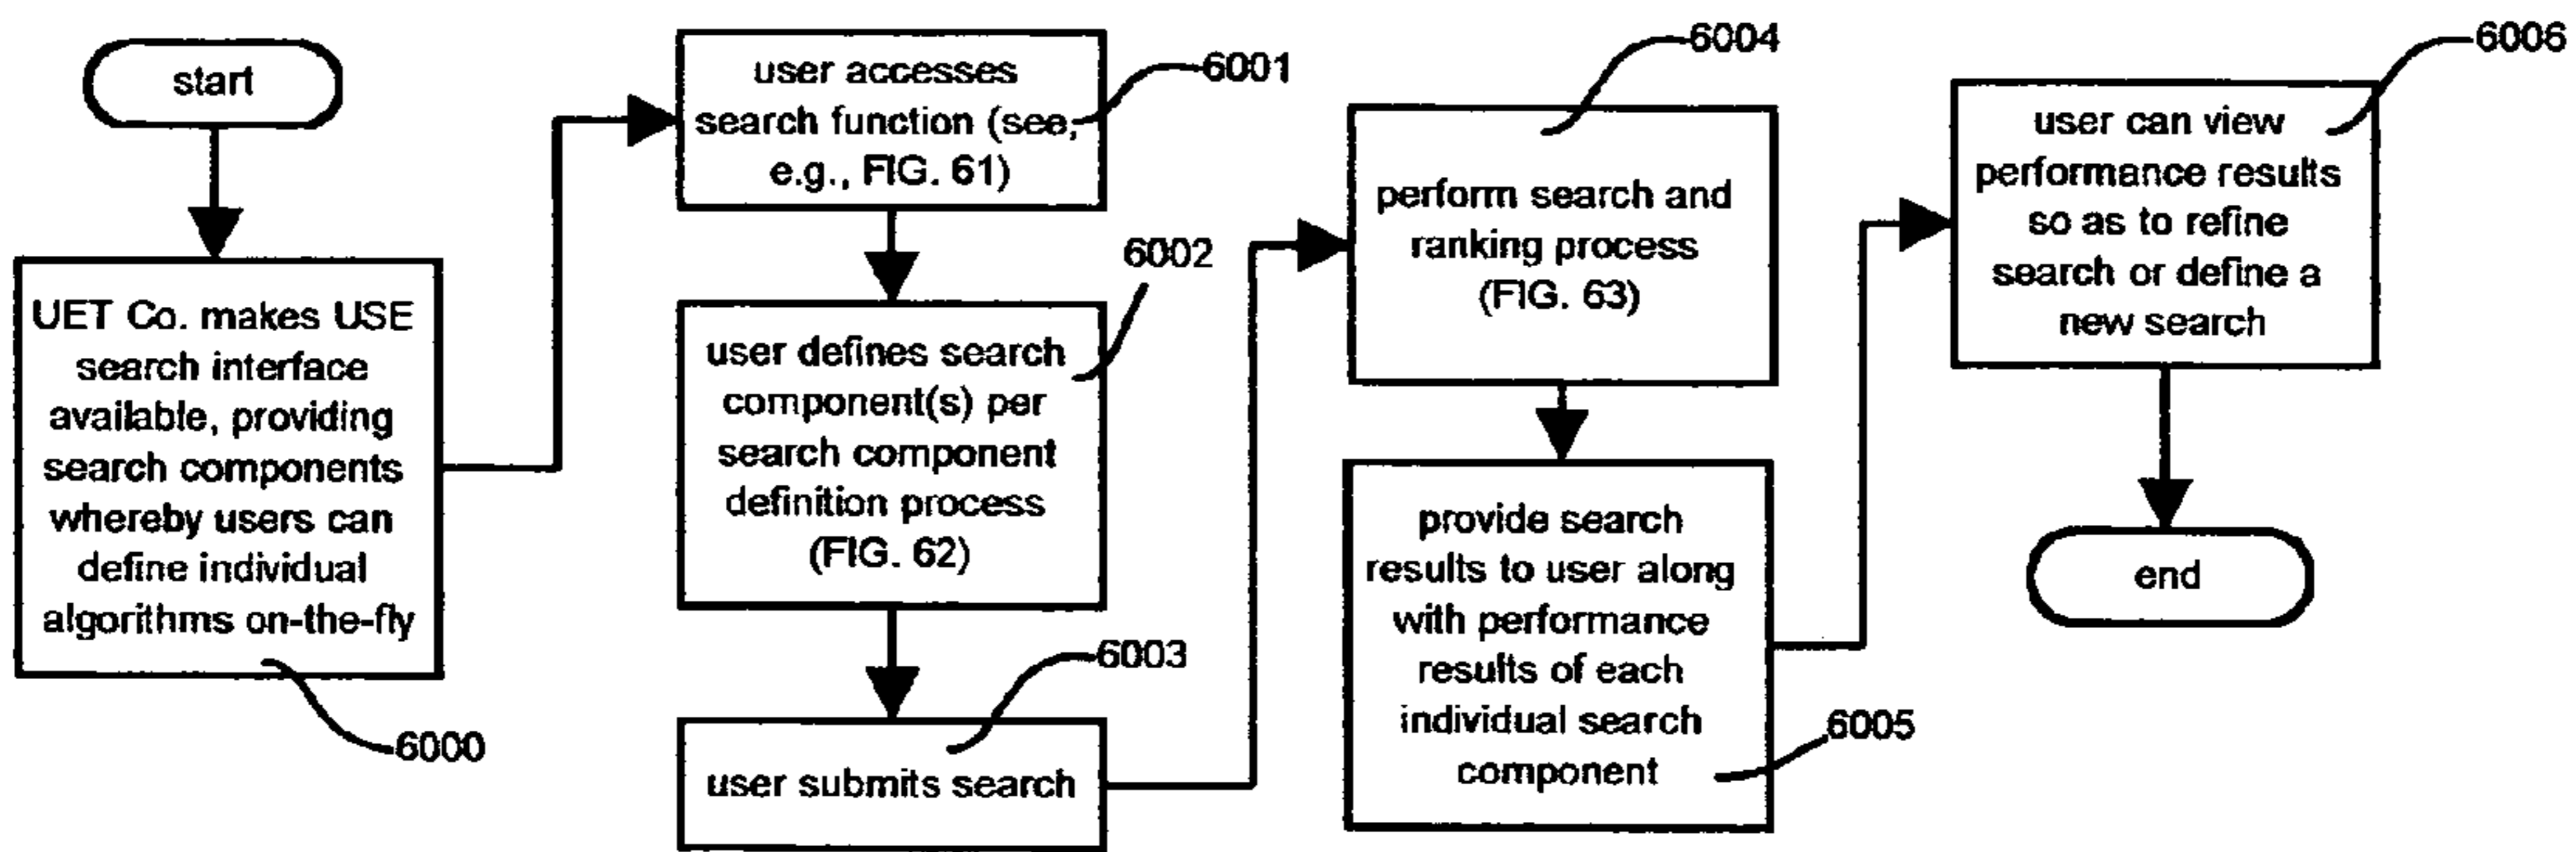 start
UET Co. makes USE
search interface
available, providing
search components
whereby users can
define individual
algorithms on-the-fly
6000
user accesses
search function (see,
e.g., FIG. 61)
6001
user defines search
component(s) per
search component
definition process
(FIG. 62)
6002
user submits search
6003
perform search and
ranking process
(FIG. 63)
6004
provide search
results to user along
with performance
results of each
individual search
component
6005
user can view
performance results
so as to refine
search or define a
new search
6006
end